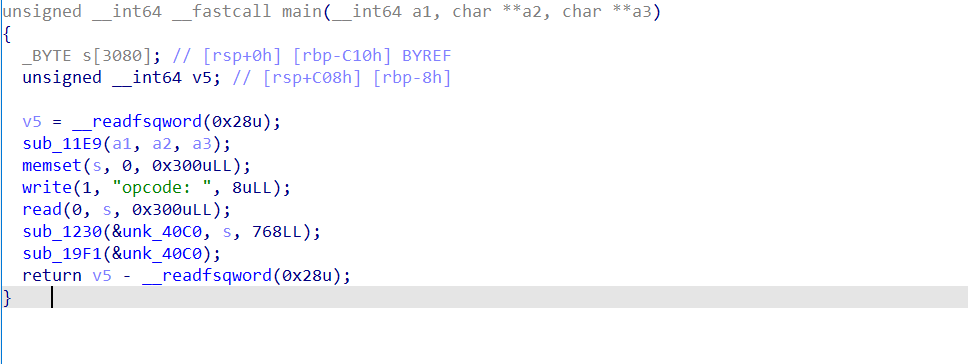 unsigned __int64 __fastcall main(__int64 a1, char **a2, char **a3)
{
  _BYTE s[3080]; // [rsp+0h] [rbp-C10h] BYREF
  unsigned __int64 v5; // [rsp+C08h] [rbp-8h]

  v5 = __readfsqword(0x28u);
  sub_11E9(a1, a2, a3);
  memset(s, 0, 0x300uLL);
  write(1, "opcode: ", 8uLL);
  read(0, s, 0x300uLL);
  sub_1230(&unk_40C0, s, 768LL);
  sub_19F1(&unk_40C0);
  return v5 - __readfsqword(0x28u);
}